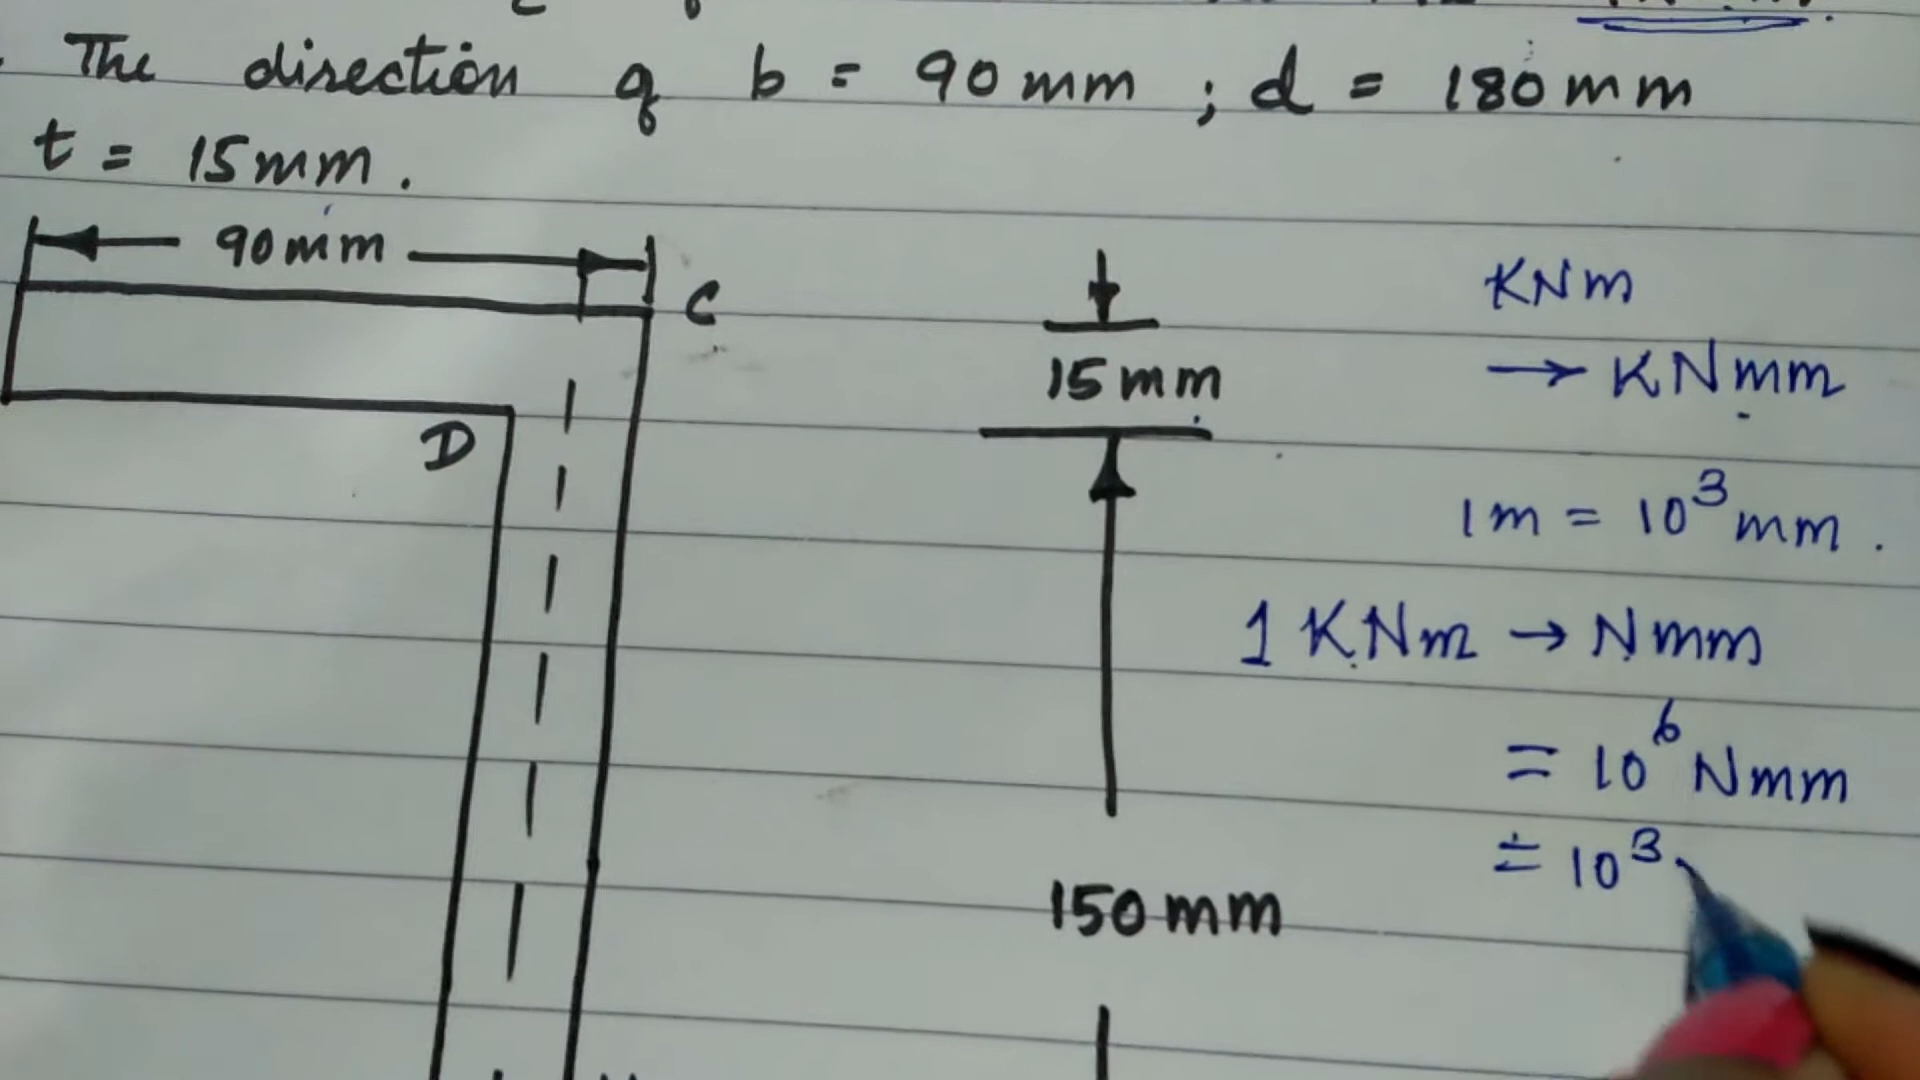 The direction of b = 90 mm ; d = 180 mm
t = 15 mm .
90 mm
C
D
15 mm
150 mm
KNm
→ KNmm
1 m = 10³ mm .
1 KNm → Nmm
= 10⁶ Nmm
= 10³